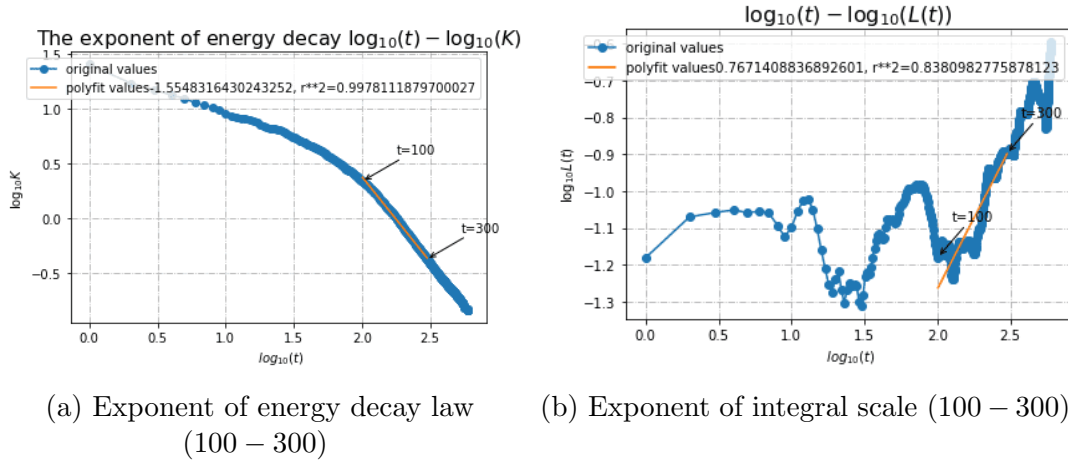 The exponent of energy decay log₁₀(t) − log₁₀(K)
original values
polyfit values-1.5548316430243252, r**2=0.9978111879700027
1.5
1.0
0.5
0.0
−0.5
log₁₀K
t=100
t=300
0.0 0.5 1.0 1.5 2.0 2.5
log₁₀(t)
(a) Exponent of energy decay law
(100 − 300)
log₁₀(t) − log₁₀(L(t))
original values
polyfit values0.7671408836892601, r**2=0.8380982775878123
−0.6
−0.7
−0.8
−0.9
−1.0
−1.1
−1.2
−1.3
log₁₀L(t)
t=300
t=100
0.0 0.5 1.0 1.5 2.0 2.5
log₁₀(t)
(b) Exponent of integral scale (100 − 300)